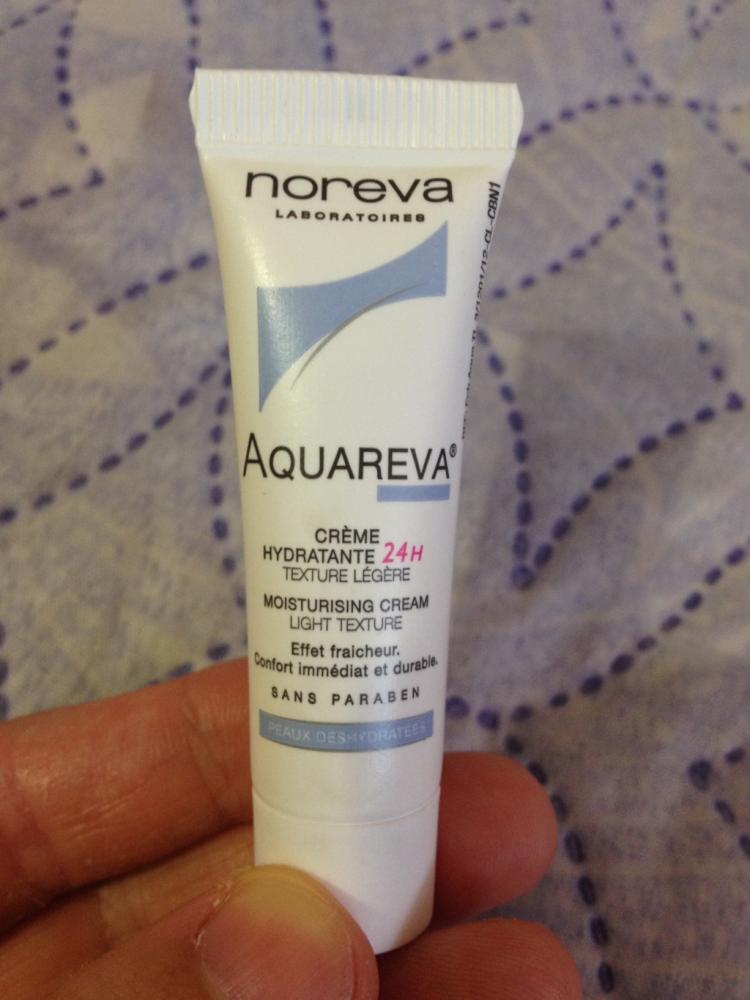 noreva
LABORATOIRES
AQUAREVA®
CRÈME
HYDRATANTE 24H
TEXTURE LÉGÈRE
MOISTURISING CREAM
LIGHT TEXTURE
Effet fraicheur.
Confort immédiat et durable.
SANS PARABEN
PEAUX DESHYDRATÉES